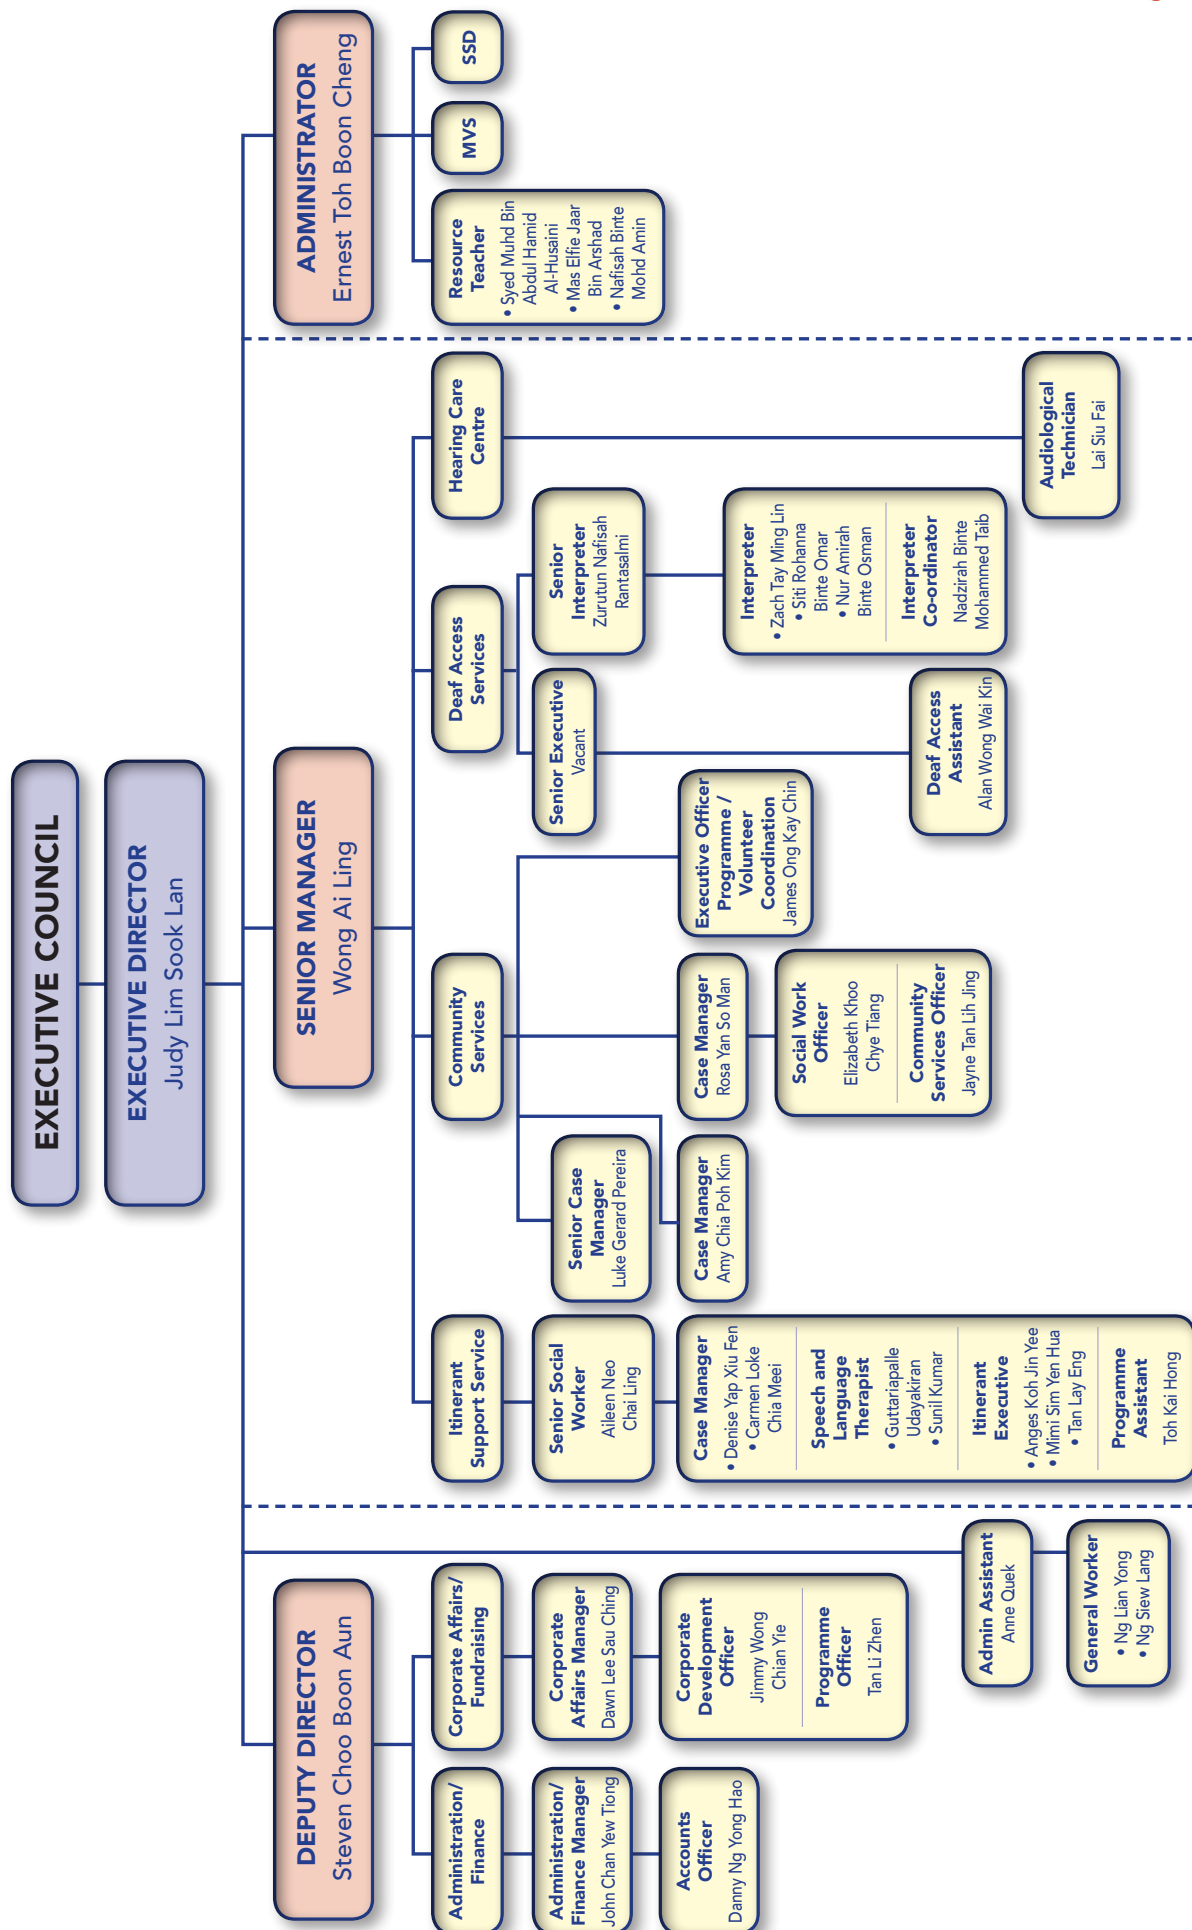 EXECUTIVE COUNCIL
EXECUTIVE DIRECTOR
Judy Lim Sook Lan
DEPUTY DIRECTOR
Steven Choo Boon Aun
Administration/
Finance
Administration/
Finance Manager
John Chan Yew Tiong
Accounts
Officer
Danny Ng Yong Hao
Corporate Affairs/
Fundraising
Corporate
Affairs Manager
Dawn Lee Sau Ching
Corporate
Development
Officer
Jimmy Wong
Chian Yie
Programme
Officer
Tan Li Zhen
Admin Assistant
Anne Quek
General Worker
• Ng Lian Yong
• Ng Siew Lang
SENIOR MANAGER
Wong Ai Ling
Itinerant
Support Service
Senior Social
Worker
Aileen Neo
Chai Ling
Case Manager
• Denise Yap Xiu Fen
• Carmen Loke
Chia Meei
Speech and
Language
Therapist
• Guttariapalle
Udayakiran
• Sunil Kumar
Itinerant
Executive
• Anges Koh Jin Yee
• Mimi Sim Yen Hua
• Tan Lay Eng
Programme
Assistant
Toh Kai Hong
Community
Services
Senior Case
Manager
Luke Gerard Pereira
Case Manager
Amy Chia Poh Kim
Case Manager
Rosa Yan So Man
Social Work
Officer
Elizabeth Khoo
Chye Tiang
Community
Services Officer
Jayne Tan Lih Jing
Executive Officer
Programme /
Volunteer
Coordination
James Ong Kay Chin
Deaf Access
Services
Senior Executive
Vacant
Deaf Access
Assistant
Alan Wong Wai Kin
Senior
Interpreter
Zurutun Nafisah
Rantasalmi
Interpreter
• Zach Tay Ming Lin
• Siti Rohanna
Binte Omar
• Nur Amirah
Binte Osman
Interpreter
Co-ordinator
Nadzirah Binte
Mohammed Taib
Hearing Care
Centre
Audiological
Technician
Lai Siu Fai
ADMINISTRATOR
Ernest Toh Boon Cheng
Resource
Teacher
• Syed Muhd Bin
Abdul Hamid
Al-Husaini
• Mas Elfie Jaar
Bin Arshad
• Nafisah Binte
Mohd Amin
MVS
SSD